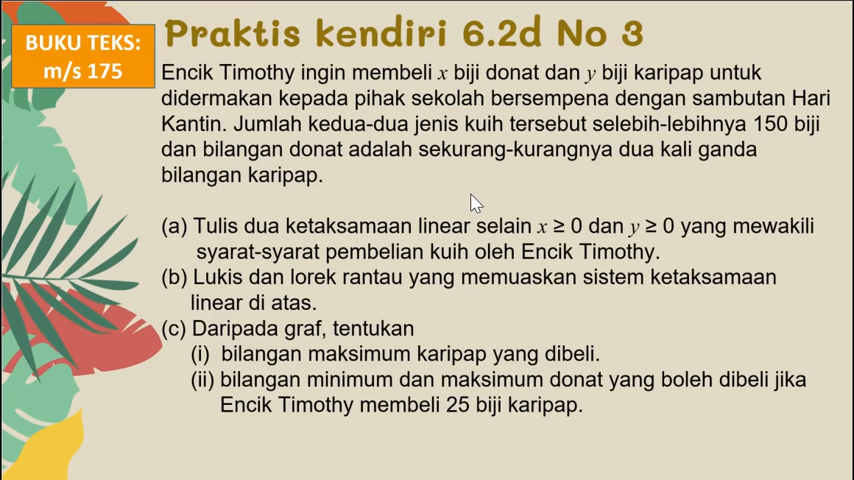 BUKU TEKS:
m/s 175
Praktis kendiri 6.2d No 3
Encik Timothy ingin membeli x biji donat dan y biji karipap untuk
didermakan kepada pihak sekolah bersempena dengan sambutan Hari
Kantin. Jumlah kedua-dua jenis kuih tersebut selebih-lebihnya 150 biji
dan bilangan donat adalah sekurang-kurangnya dua kali ganda
bilangan karipap.
(a) Tulis dua ketaksamaan linear selain x ≥ 0 dan y ≥ 0 yang mewakili
syarat-syarat pembelian kuih oleh Encik Timothy.
(b) Lukis dan lorek rantau yang memuaskan sistem ketaksamaan
linear di atas.
(c) Daripada graf, tentukan
(i) bilangan maksimum karipap yang dibeli.
(ii) bilangan minimum dan maksimum donat yang boleh dibeli jika
Encik Timothy membeli 25 biji karipap.